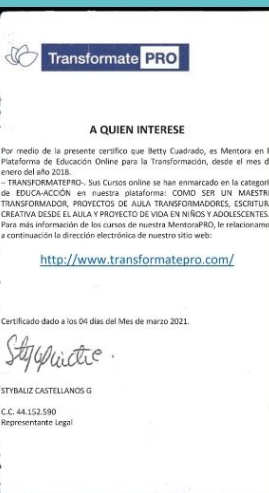 Transformate PRO
A QUIEN INTERESE
Por medio de la presente certifico que Betty Cuadrado, es Mentora en l
Plataforma de Educación Online para la Transformación, desde el mes d
enero del año 2018.
– TRANSFORMATEPRO-. Sus Cursos online se han enmarcado en la categorí
de EDUCA-ACCIÓN en nuestra plataforma: COMO SER UN MAESTR
TRANSFORMADOR, PROYECTOS DE AULA TRANSFORMADORES, ESCRITUR
CREATIVA DESDE EL AULA Y PROYECTO DE VIDA EN NIÑOS Y ADOLESCENTES.
Para más información de los cursos de nuestra MentoraPRO, le relacionamo
a continuación la dirección electrónica de nuestro sitio web:
http://www.transformatepro.com/
Certificado dado a los 04 días del Mes de marzo 2021.
STYBALIZ CASTELLANOS G
C.C. 44.152.590
Representante Legal